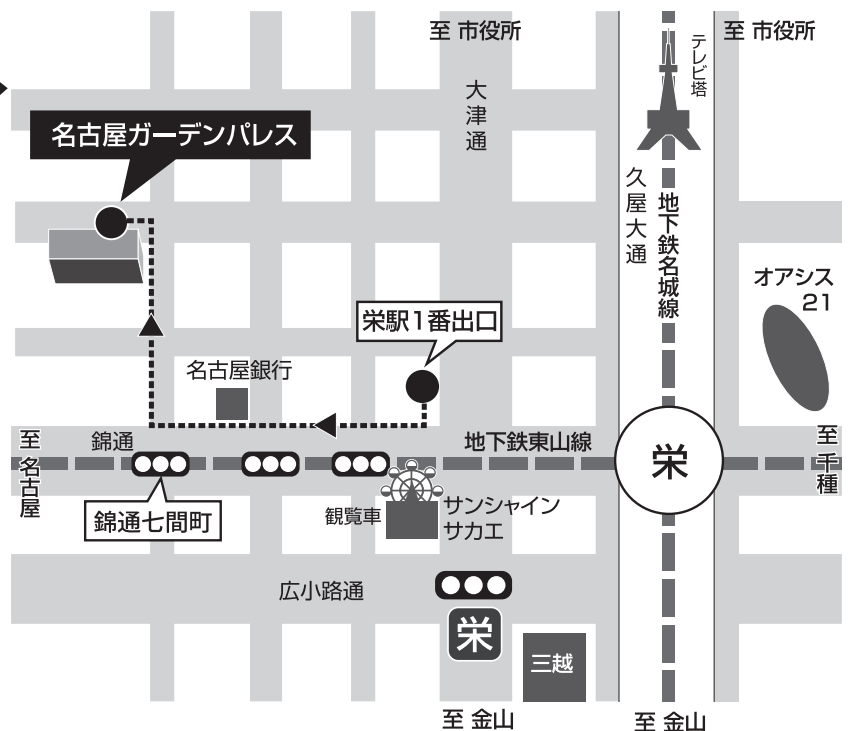 至 市役所
至 市役所
テレビ塔
大津通
名古屋ガーデンパレス
久屋大通
地下鉄名城線
オアシス
21
栄駅1番出口
名古屋銀行
至 名古屋
錦通
地下鉄東山線
栄
至 千種
錦通七間町
観覧車
サンシャイン
サカエ
広小路通
栄
三越
至 金山
至 金山